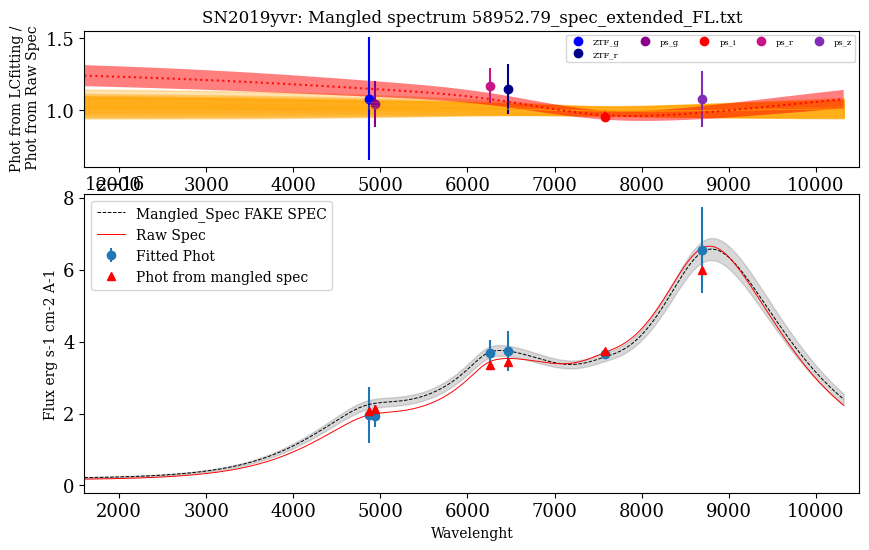 SN2019yvr: Mangled spectrum 58952.79_spec_extended_FL.txt
Phot from LCfitting /
Phot from Raw Spec
1.5
1.0
ZTF_g ps_g ps_i ps_r ps_z
ZTF_r
2000 3000 4000 5000 6000 7000 8000 9000 10000
1e−16
Flux erg s-1 cm-2 A-1
8
6
4
2
0
Mangled_Spec FAKE SPEC
Raw Spec
Fitted Phot
Phot from mangled spec
2000 3000 4000 5000 6000 7000 8000 9000 10000
Wavelenght